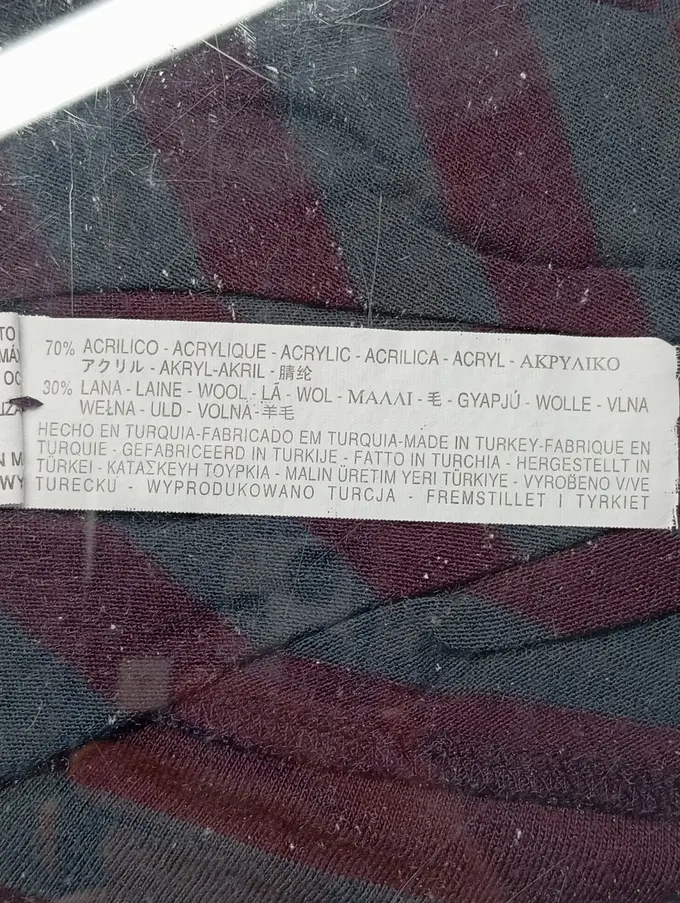 70% ACRILICO - ACRYLIQUE - ACRYLIC - ACRILICA - ACRYL - ΑΚΡΥΛΙΚΟ
アクリル - AKRYL-AKRIL - 腈纶
30% LANA - LAINE - WOOL - LÃ - WOL - ΜΑΛΛΙ - 毛 - GYAPJÚ - WOLLE - VLNA
WEŁNA - ULD - VOLNA - 羊毛
HECHO EN TURQUIA-FABRICADO EM TURQUIA-MADE IN TURKEY-FABRIQUE EN
TURQUIE - GEFABRICEERD IN TURKIJE - FATTO IN TURCHIA - HERGESTELLT IN
TÜRKEI - ΚΑΤΑΣΚΕΥΗ ΤΟΥΡΚΙΑ - MALIN ÜRETIM YERI TÜRKIYE - VYROBENO V/VE
TURECKU - WYPRODUKOWANO TURCJA - FREMSTILLET I TYRKIET